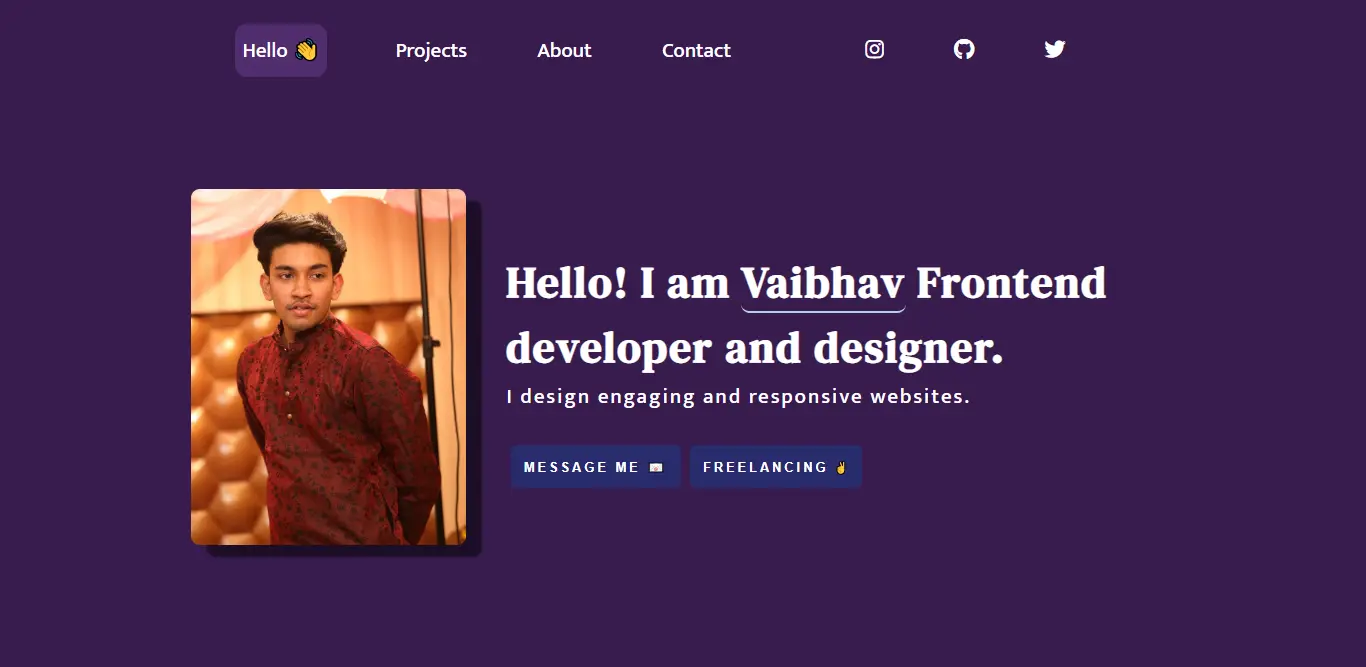 Hello 👋 Projects About Contact
Hello! I am Vaibhav Frontend
developer and designer.
I design engaging and responsive websites.
MESSAGE ME 📨 FREELANCING ✌